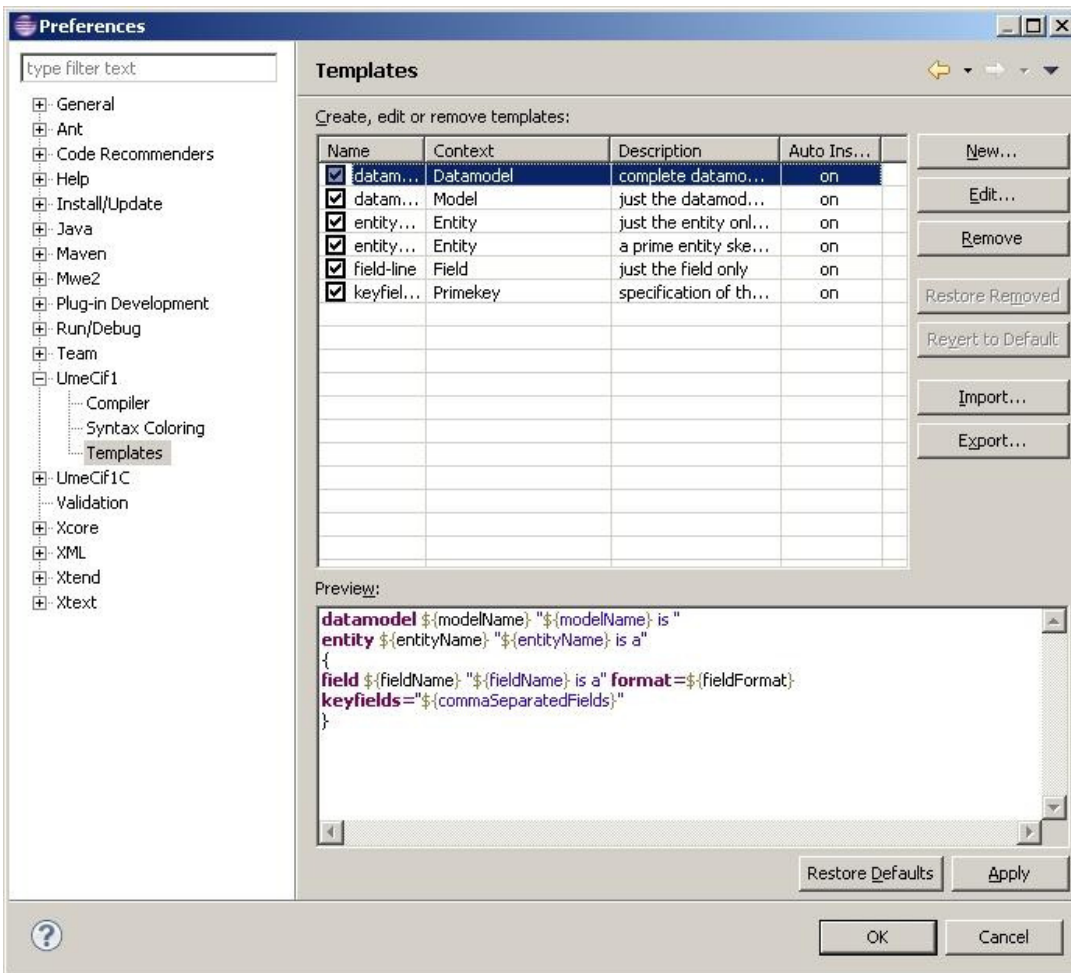 Preferences
type filter text
General
Ant
Code Recommenders
Help
Install/Update
Java
Maven
Mwe2
Plug-in Development
Run/Debug
Team
UmeCif1
Compiler
Syntax Coloring
Templates
UmeCif1C
Validation
Xcore
XML
Xtend
Xtext
Templates
Create, edit or remove templates:
Name Context Description Auto Ins...
datam... Datamodel complete datamo... on
datam... Model just the datamod... on
entity... Entity just the entity onl... on
entity... Entity a prime entity ske... on
field-line Field just the field only on
keyfiel... Primekey specification of th... on
New...
Edit...
Remove
Restore Removed
Revert to Default
Import...
Export...
Preview:
datamodel ${modelName} "${modelName} is "
entity ${entityName} "${entityName} is a"
{
field ${fieldName} "${fieldName} is a" format=${fieldFormat}
keyfields="${commaSeparatedFields}"
}
Restore Defaults
Apply
?
OK
Cancel